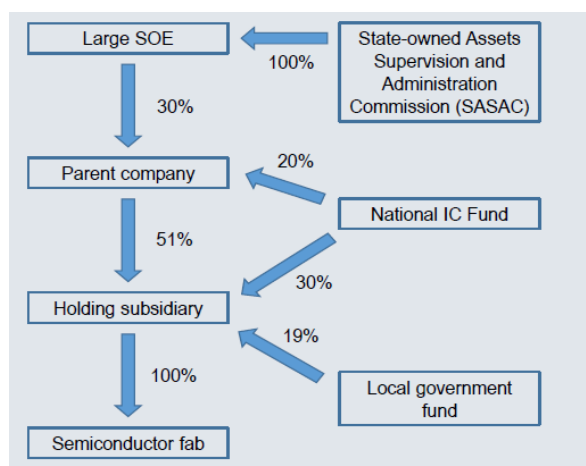 Large SOE
State-owned Assets
Supervision and
Administration
Commission (SASAC)
100%
30%
20%
Parent company
National IC Fund
51%
30%
Holding subsidiary
19%
100%
Local government
fund
Semiconductor fab